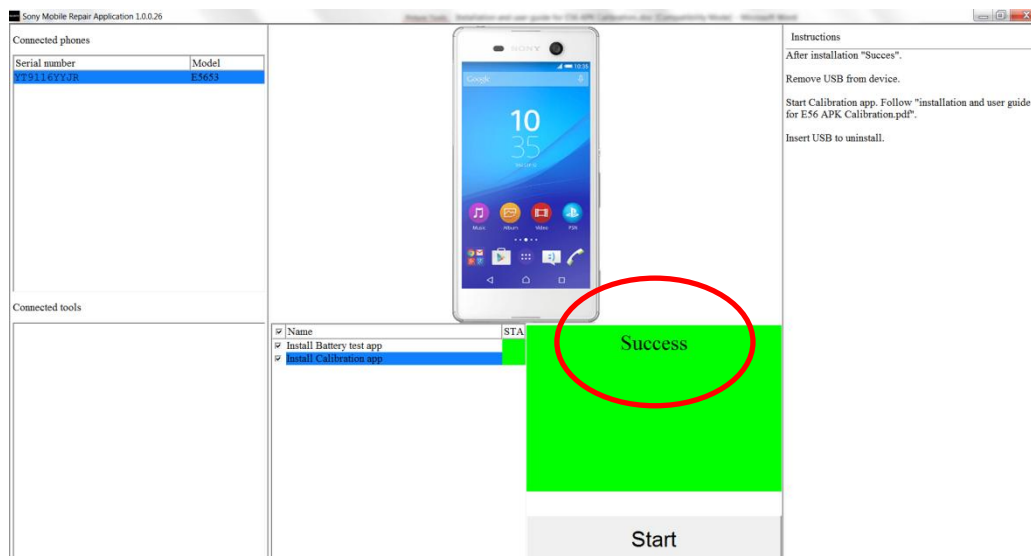 Sony Mobile Repair Application 1.0.0.26
Connected phones
Serial number Model
YT9116YYJR E5653
SONY
10:35
Google
10
35
Music Album Video PSN
Connected tools
Name STA
Install Battery test app
Install Calibration app
Success
Start
Instructions
After installation "Succes".
Remove USB from device.
Start Calibration app. Follow "installation and user guide
for E56 APK Calibration.pdf".
Insert USB to uninstall.